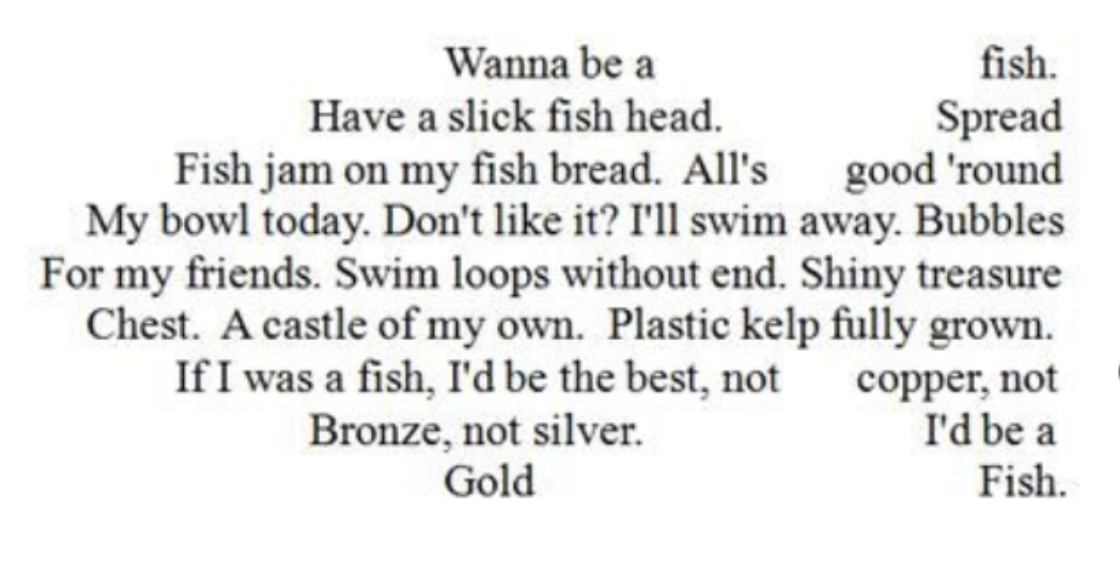 Wanna be a fish.
Have a slick fish head. Spread
Fish jam on my fish bread. All's good 'round
My bowl today. Don't like it? I'll swim away. Bubbles
For my friends. Swim loops without end. Shiny treasure
Chest. A castle of my own. Plastic kelp fully grown.
If I was a fish, I'd be the best, not copper, not
Bronze, not silver. I'd be a
Gold Fish.